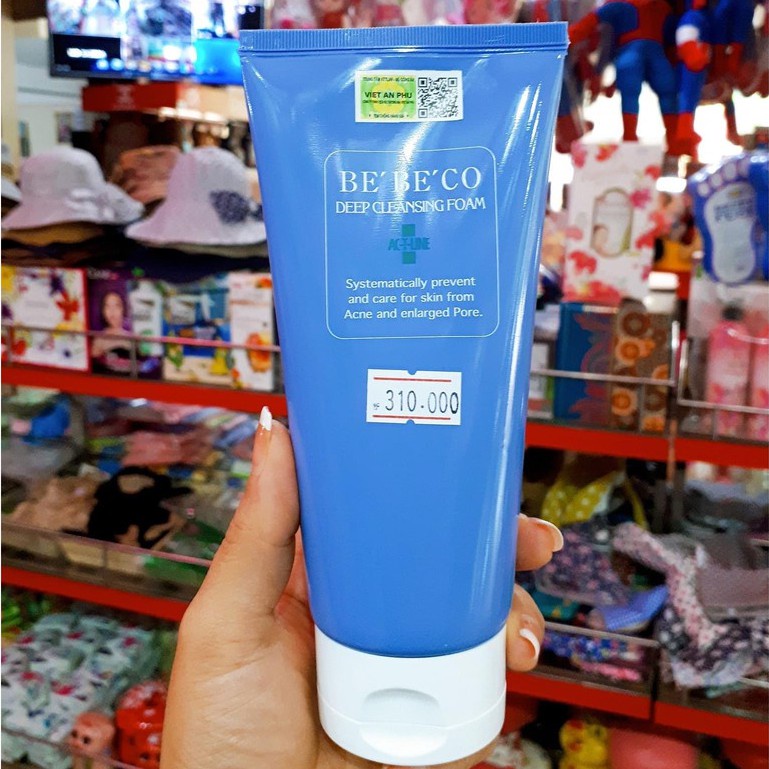 VIET AN PHU
BE´BE´CO
DEEP CLEANSING FOAM
AC-T-LINE
Systematically prevent
and care for skin from
Acne and enlarged Pore.
310.000